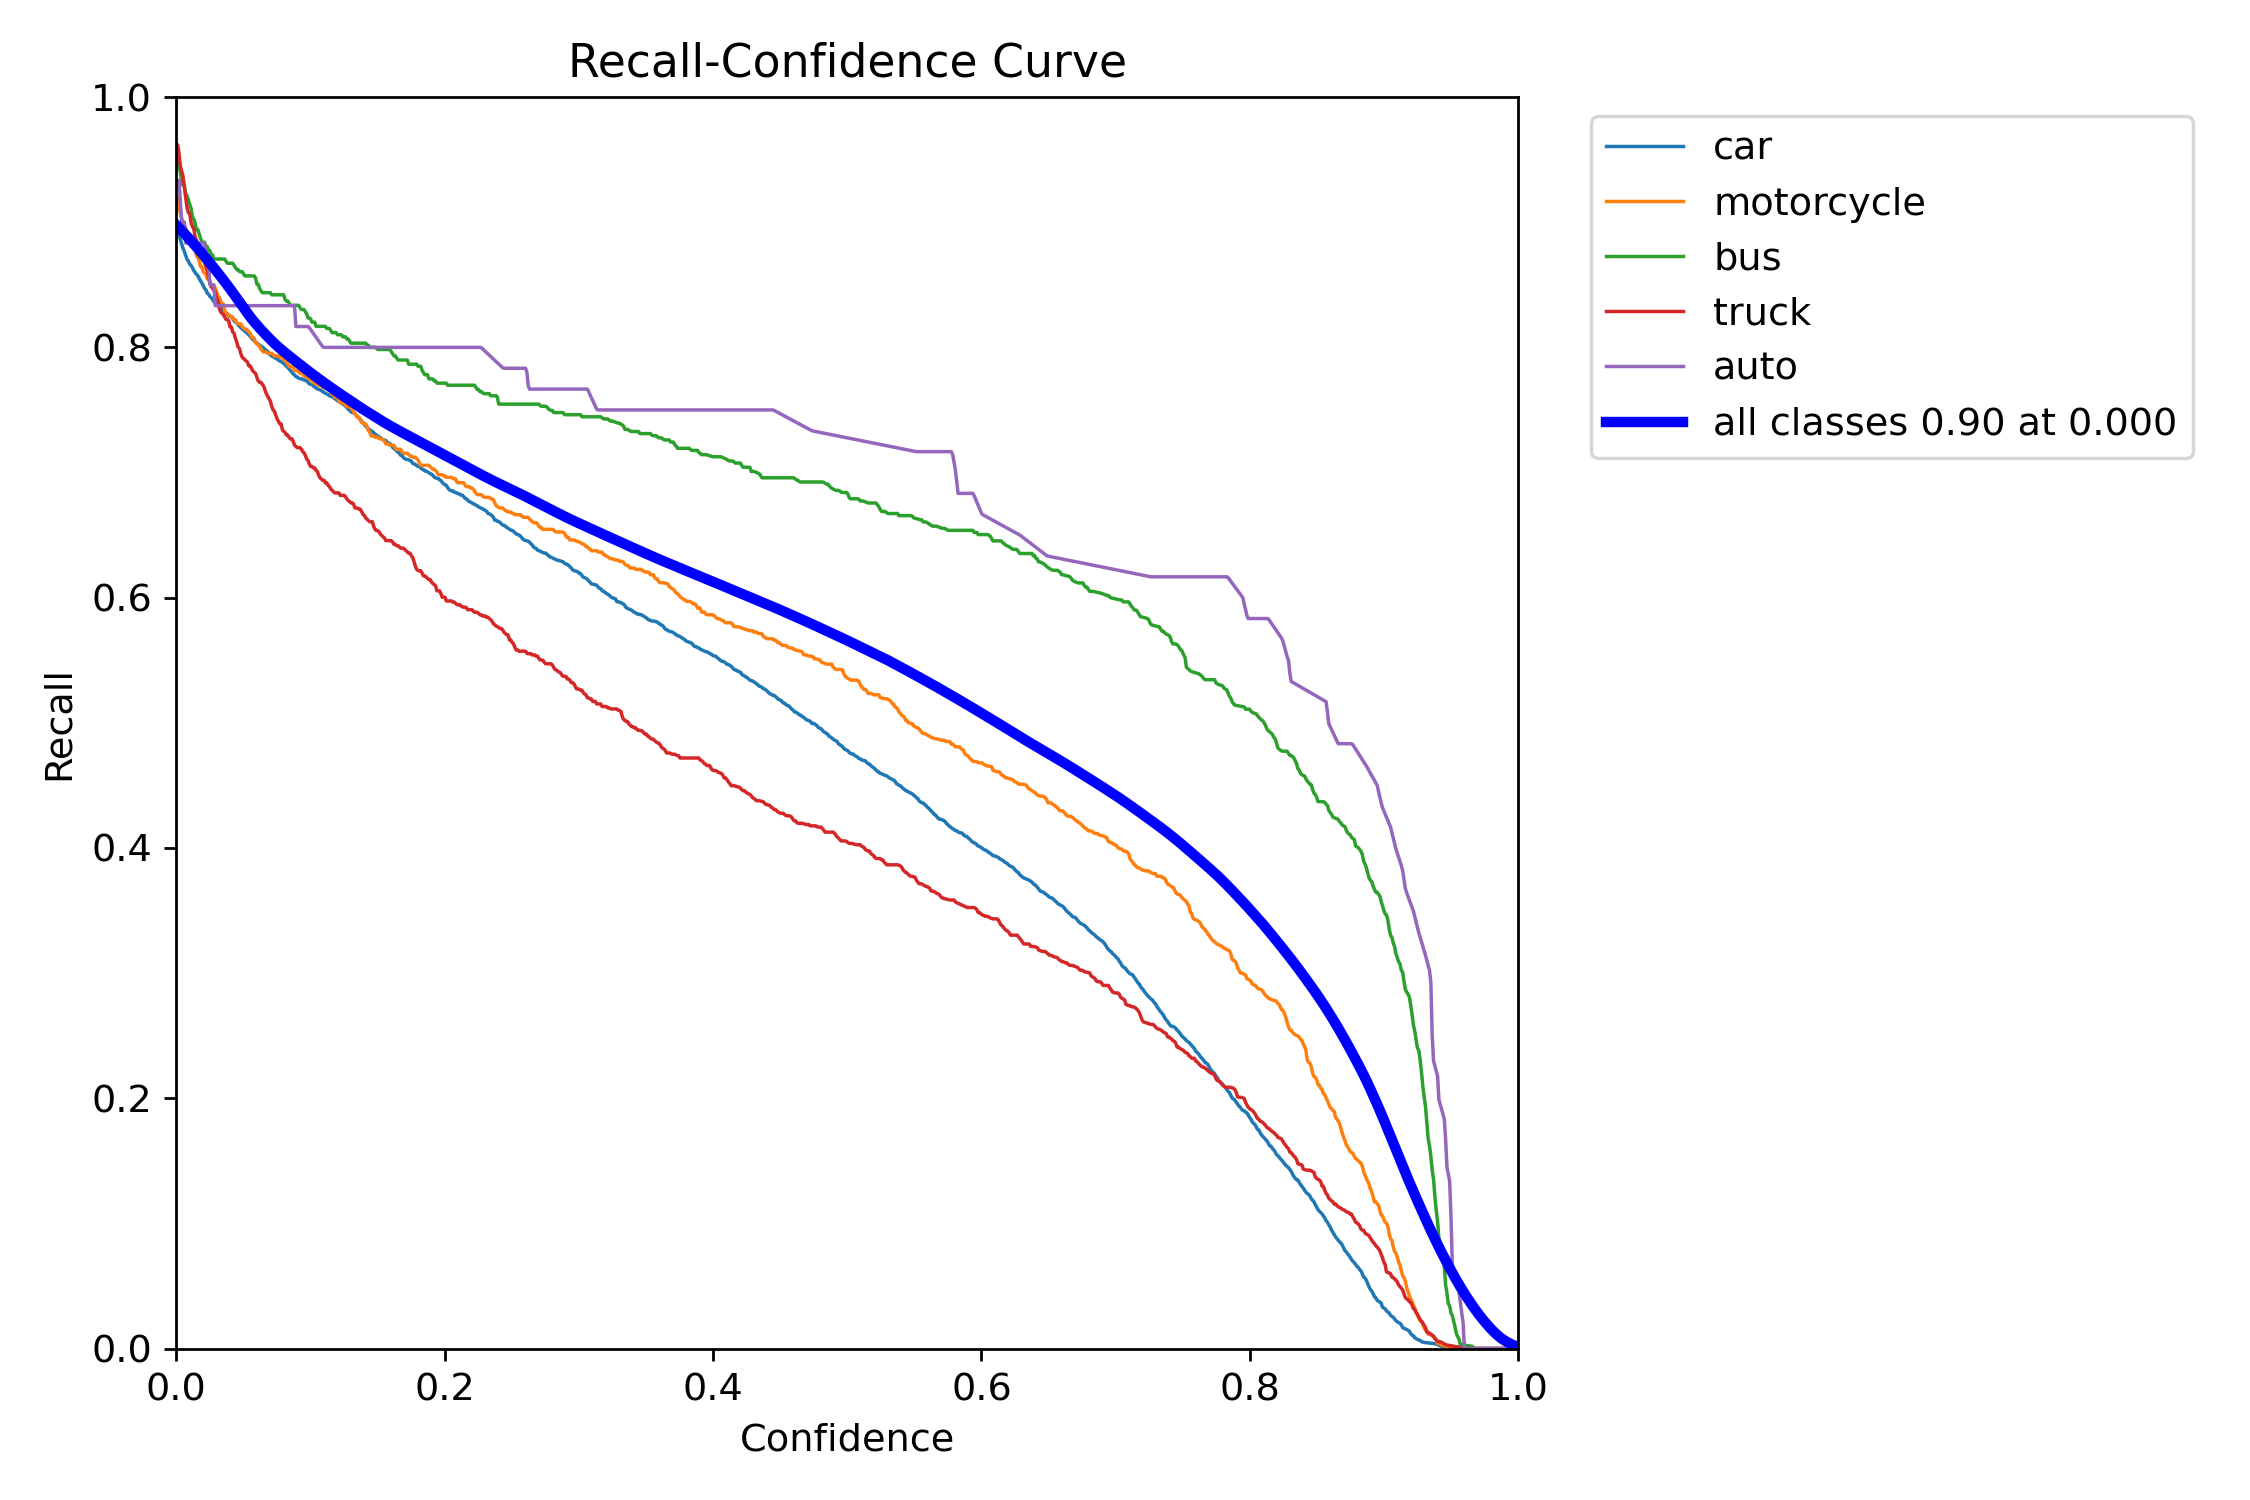 Recall-Confidence Curve
1.0
0.8
0.6
0.4
0.2
0.0
Recall
0.0 0.2 0.4 0.6 0.8 1.0
Confidence
car
motorcycle
bus
truck
auto
all classes 0.90 at 0.000